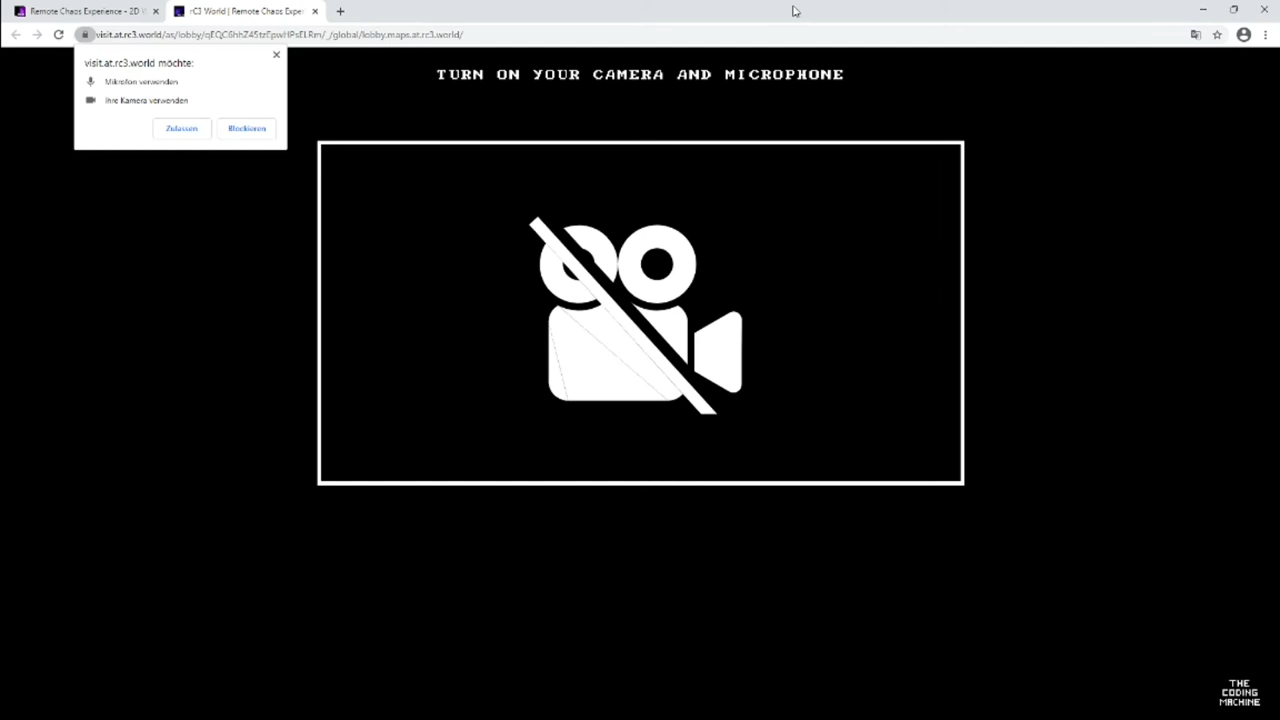 Remote Chaos Experience - 2D W
rC3 World | Remote Chaos Exper
visit.at.rc3.world möchte:
Mikrofon verwenden
Ihre Kamera verwenden
Zulassen Blockieren
TURN ON YOUR CAMERA AND MICROPHONE
THE
CODING
MACHINE